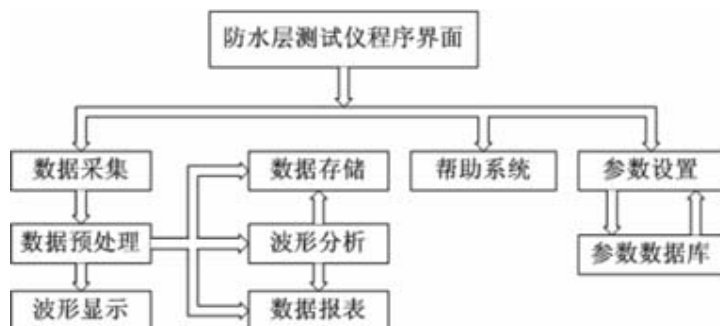 防水层测试仪程序界面
数据采集
数据存储
帮助系统
参数设置
数据预处理
波形分析
参数数据库
波形显示
数据报表